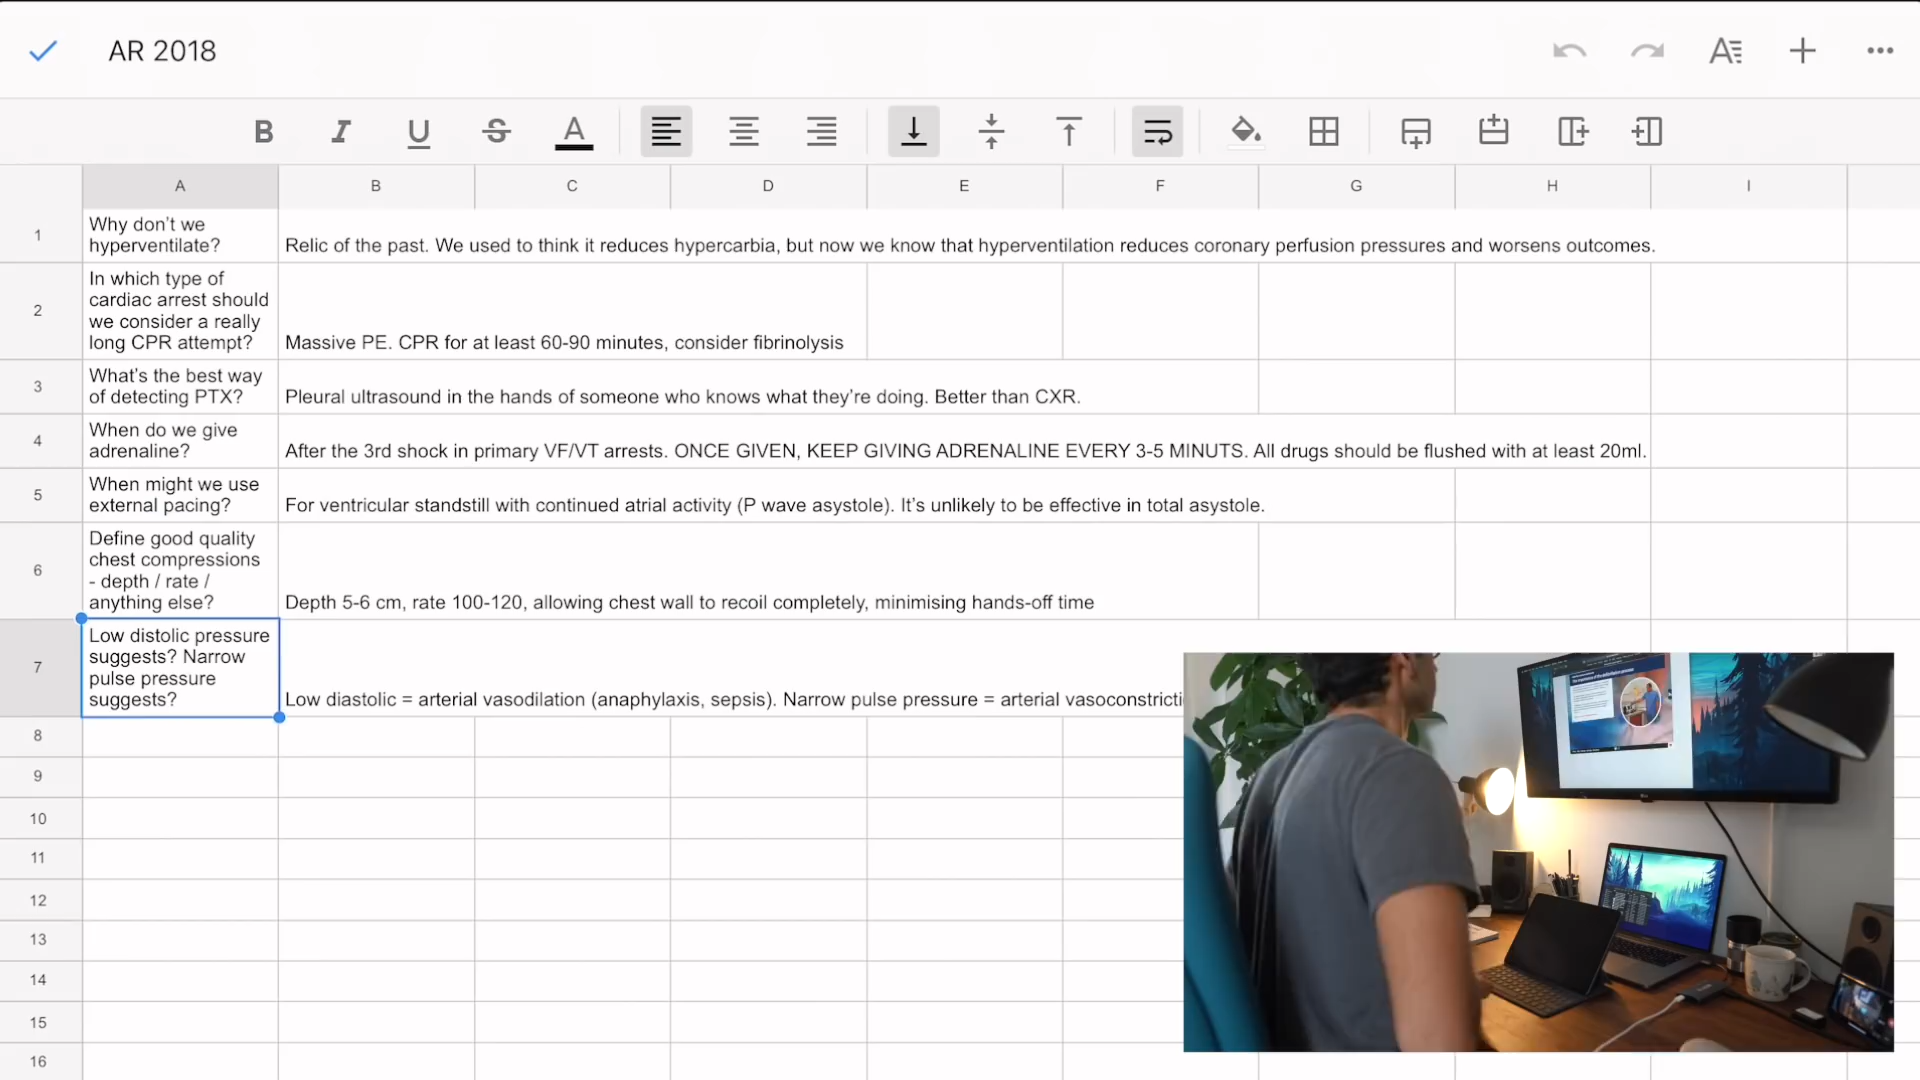 AR 2018
B I U S A
A B C D E F G H I
1
Why don't we
hyperventilate?
Relic of the past. We used to think it reduces hypercarbia, but now we know that hyperventilation reduces coronary perfusion pressures and worsens outcomes.
2
In which type of
cardiac arrest should
we consider a really
long CPR attempt?
Massive PE. CPR for at least 60-90 minutes, consider fibrinolysis
3
What's the best way
of detecting PTX?
Pleural ultrasound in the hands of someone who knows what they're doing. Better than CXR.
4
When do we give
adrenaline?
After the 3rd shock in primary VF/VT arrests. ONCE GIVEN, KEEP GIVING ADRENALINE EVERY 3-5 MINUTS. All drugs should be flushed with at least 20ml.
5
When might we use
external pacing?
For ventricular standstill with continued atrial activity (P wave asystole). It's unlikely to be effective in total asystole.
6
Define good quality
chest compressions
- depth / rate /
anything else?
Depth 5-6 cm, rate 100-120, allowing chest wall to recoil completely, minimising hands-off time
7
Low distolic pressure
suggests? Narrow
pulse pressure
suggests?
Low diastolic = arterial vasodilation (anaphylaxis, sepsis). Narrow pulse pressure = arterial vasoconstricti
8
9
10
11
12
13
14
15
16